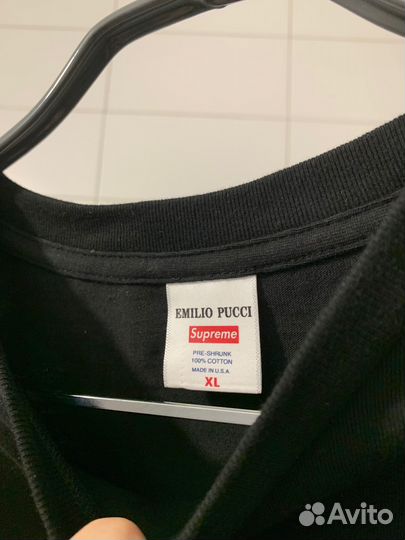 EMILIO PUCCI
Supreme
PRE-SHRUNK
100% COTTON
MADE IN U.S.A.
XL
Avito